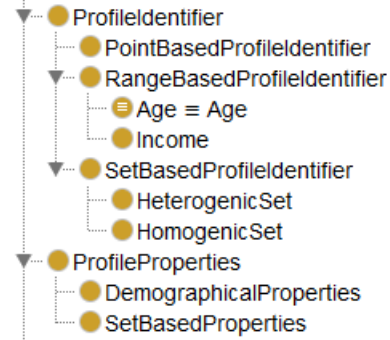 ProfileIdentifier
PointBasedProfileIdentifier
RangeBasedProfileIdentifier
Age ≡ Age
Income
SetBasedProfileIdentifier
HeterogenicSet
HomogenicSet
ProfileProperties
DemographicalProperties
SetBasedProperties